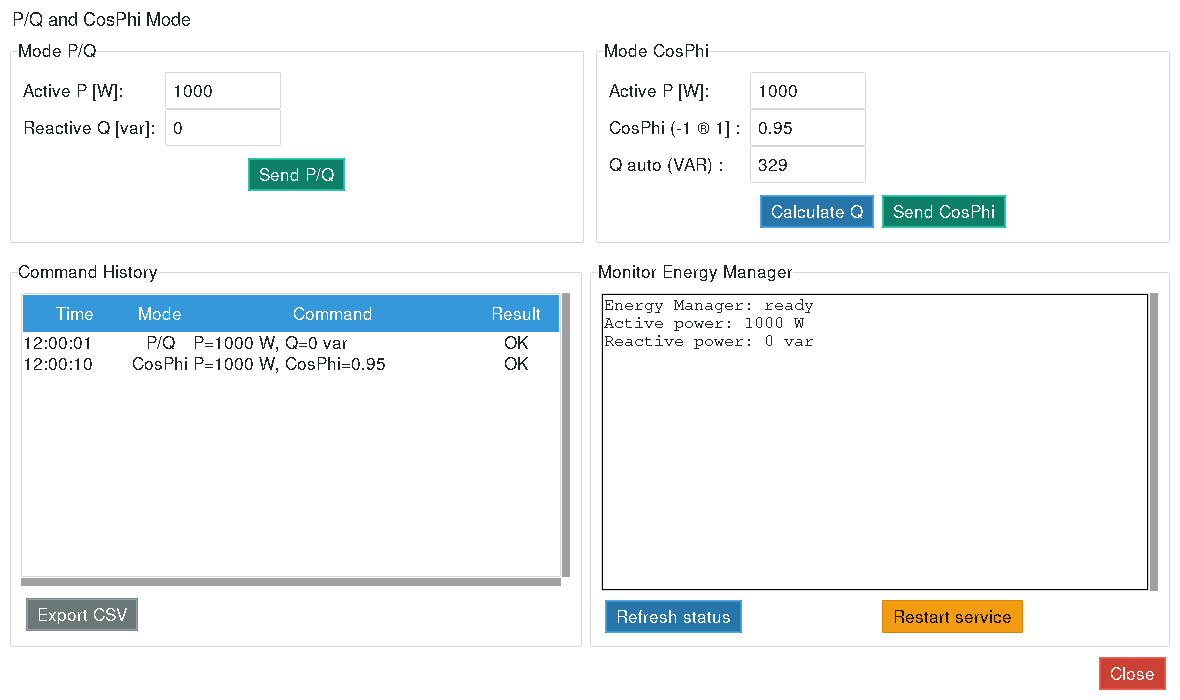 P/Q and CosPhi Mode
Mode P/Q
Active P [W]: 1000
Reactive Q [var]: 0
Send P/Q
Mode CosPhi
Active P [W]: 1000
CosPhi (-1 ® 1] : 0.95
Q auto (VAR) : 329
Calculate Q Send CosPhi
Command History
Time Mode Command Result
12:00:01 P/Q P=1000 W, Q=0 var OK
12:00:10 CosPhi P=1000 W, CosPhi=0.95 OK
Export CSV
Monitor Energy Manager
Energy Manager: ready
Active power: 1000 W
Reactive power: 0 var
Refresh status Restart service
Close